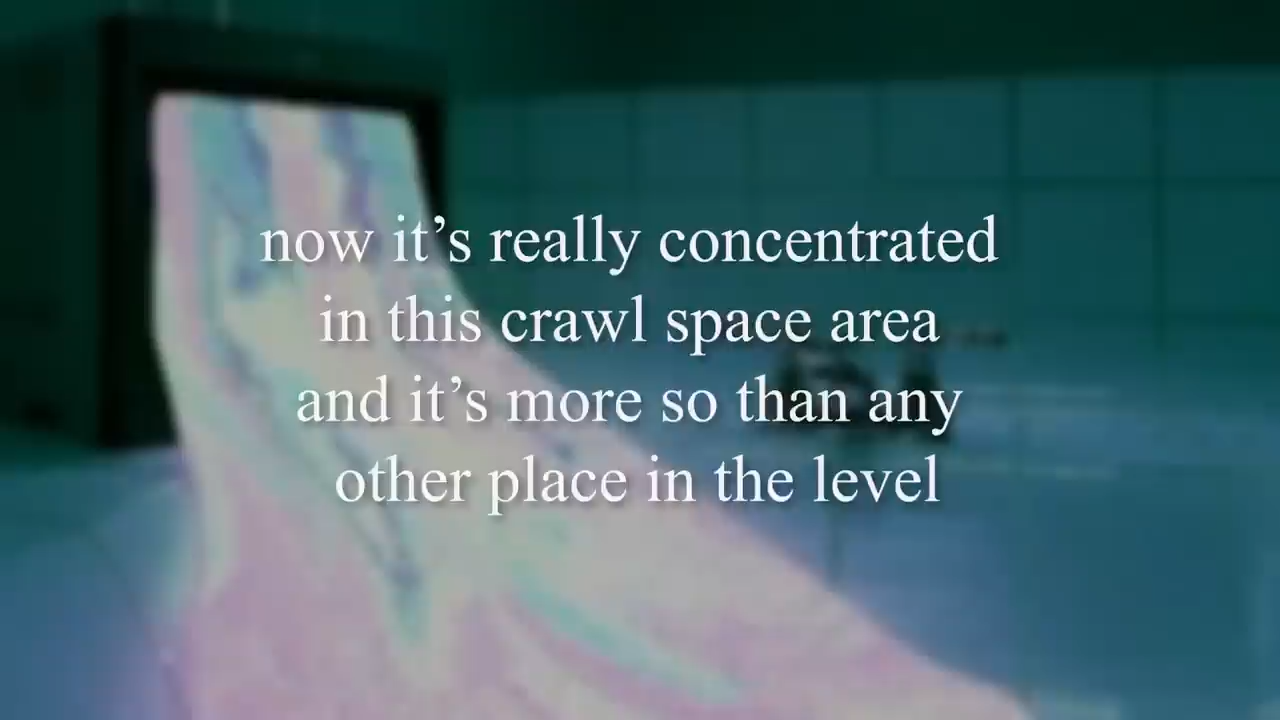 now it’s really concentrated
in this crawl space area
and it’s more so than any
other place in the level